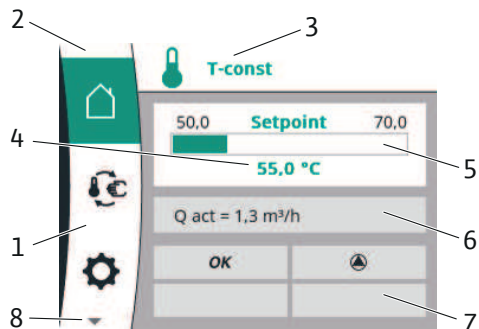 2
3
T-const
50,0 Setpoint 70,0
4
5
55,0 °C
Q act = 1,3 m³/h
6
1
OK
8
7